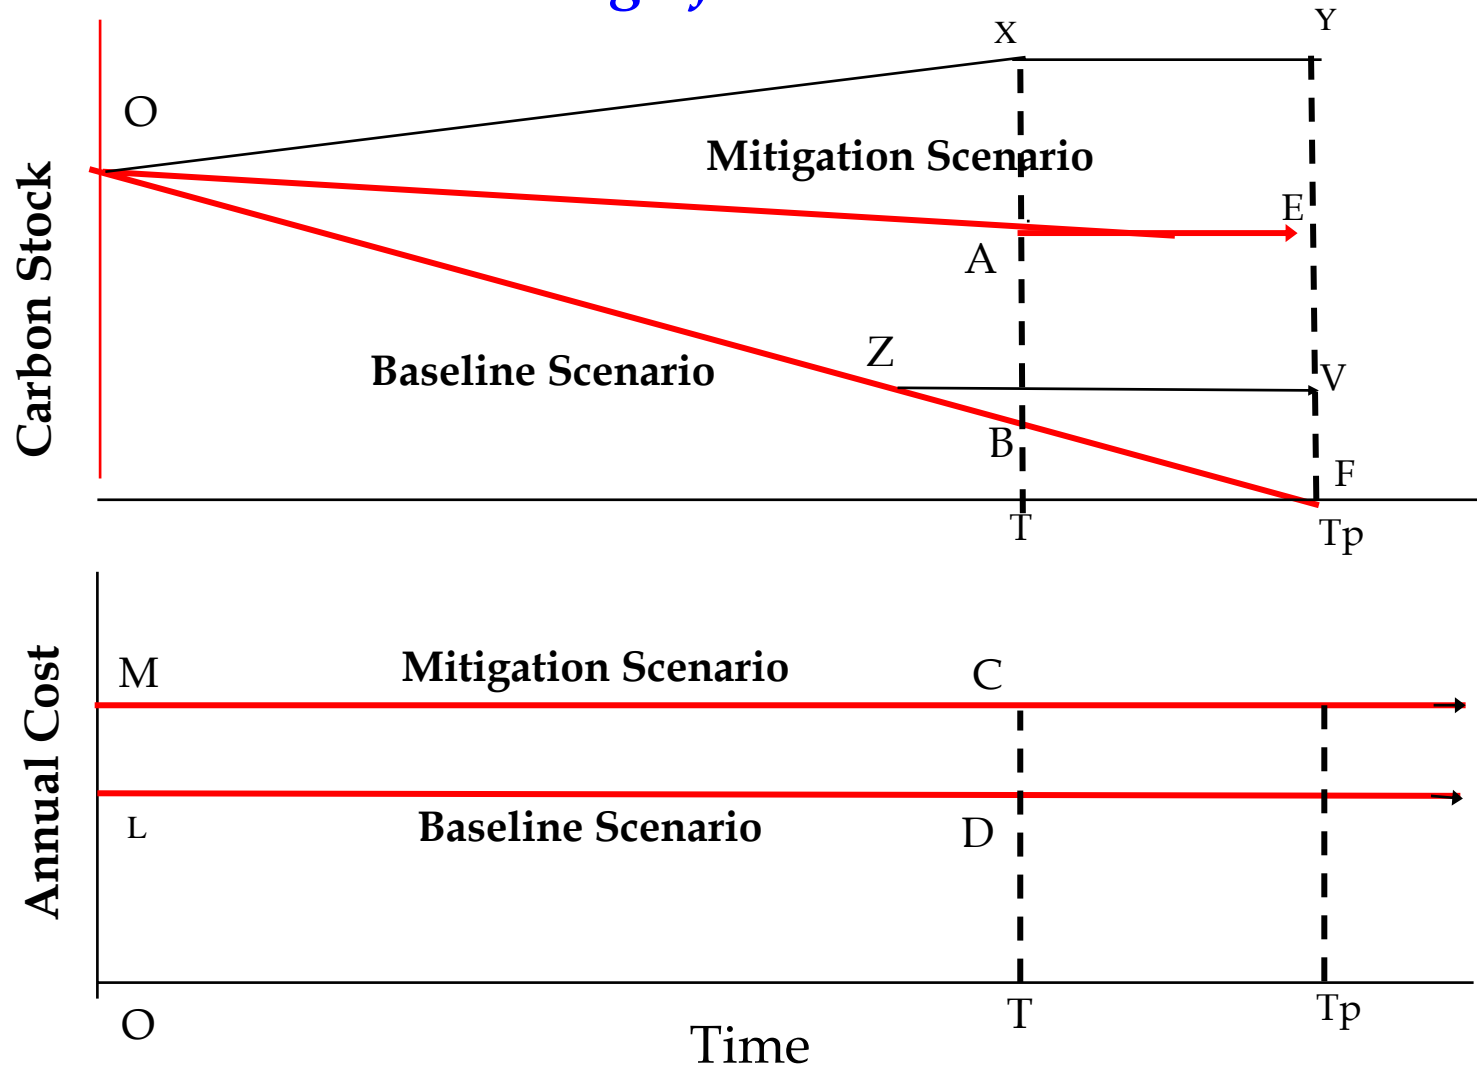 X
Y
O
Mitigation Scenario
E
A
Carbon Stock
Z
Baseline Scenario
V
B
F
T
Tp
M
Mitigation Scenario
C
Annual Cost
L
Baseline Scenario
D
O
T
Tp
Time